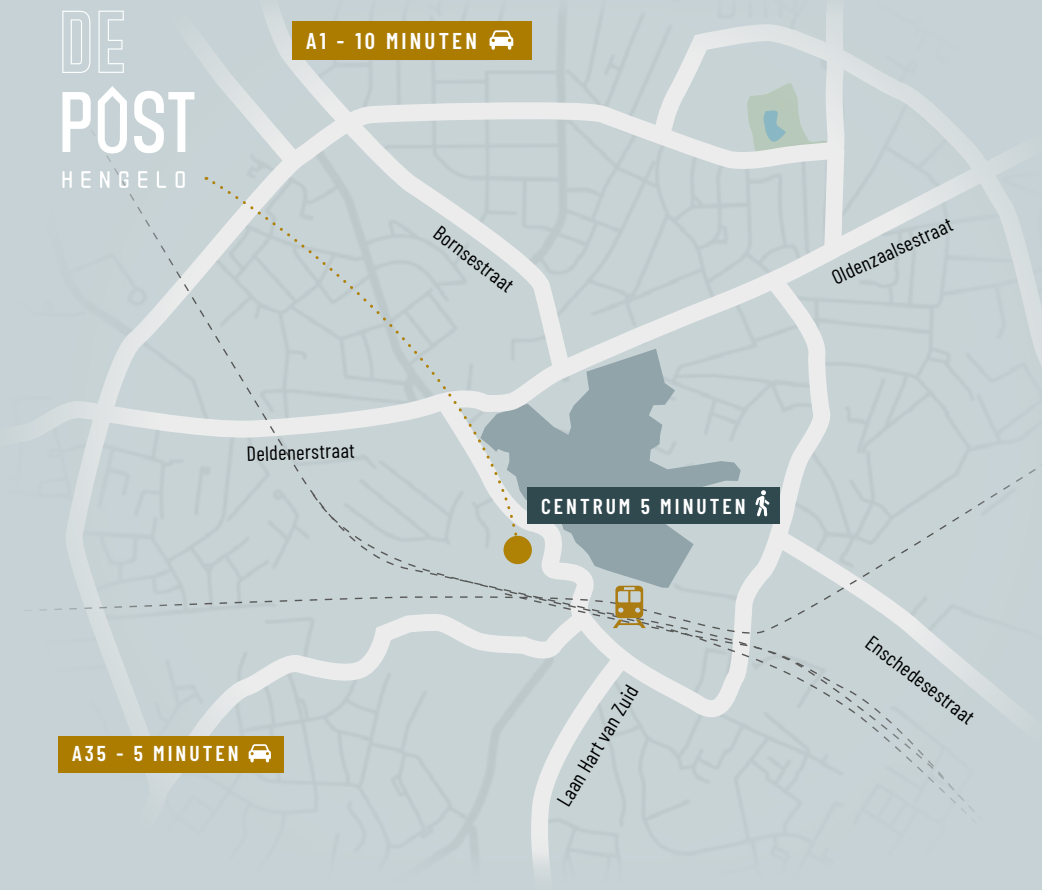 DE
POST
HENGELO
A1 - 10 MINUTEN
Bornsestraat
Oldenzaalsestraat
Deldenerstraat
CENTRUM 5 MINUTEN
Enschedesestraat
Laan Hart van Zuid
A35 - 5 MINUTEN